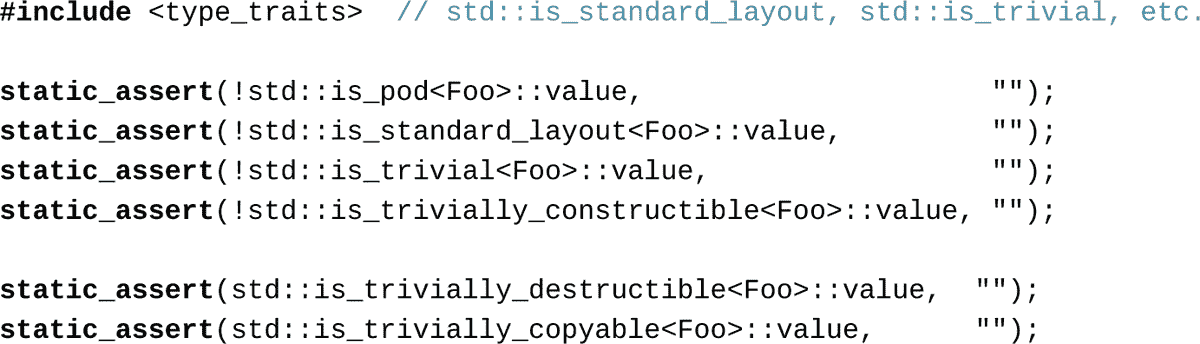 #include <type_traits>  // std::is_standard_layout, std::is_trivial, etc.
static_assert(!std::is_pod<Foo>::value,                     "");
static_assert(!std::is_standard_layout<Foo>::value,         "");
static_assert(!std::is_trivial<Foo>::value,                 "");
static_assert(!std::is_trivially_constructible<Foo>::value, "");
static_assert(std::is_trivially_destructible<Foo>::value,  "");
static_assert(std::is_trivially_copyable<Foo>::value,      "");